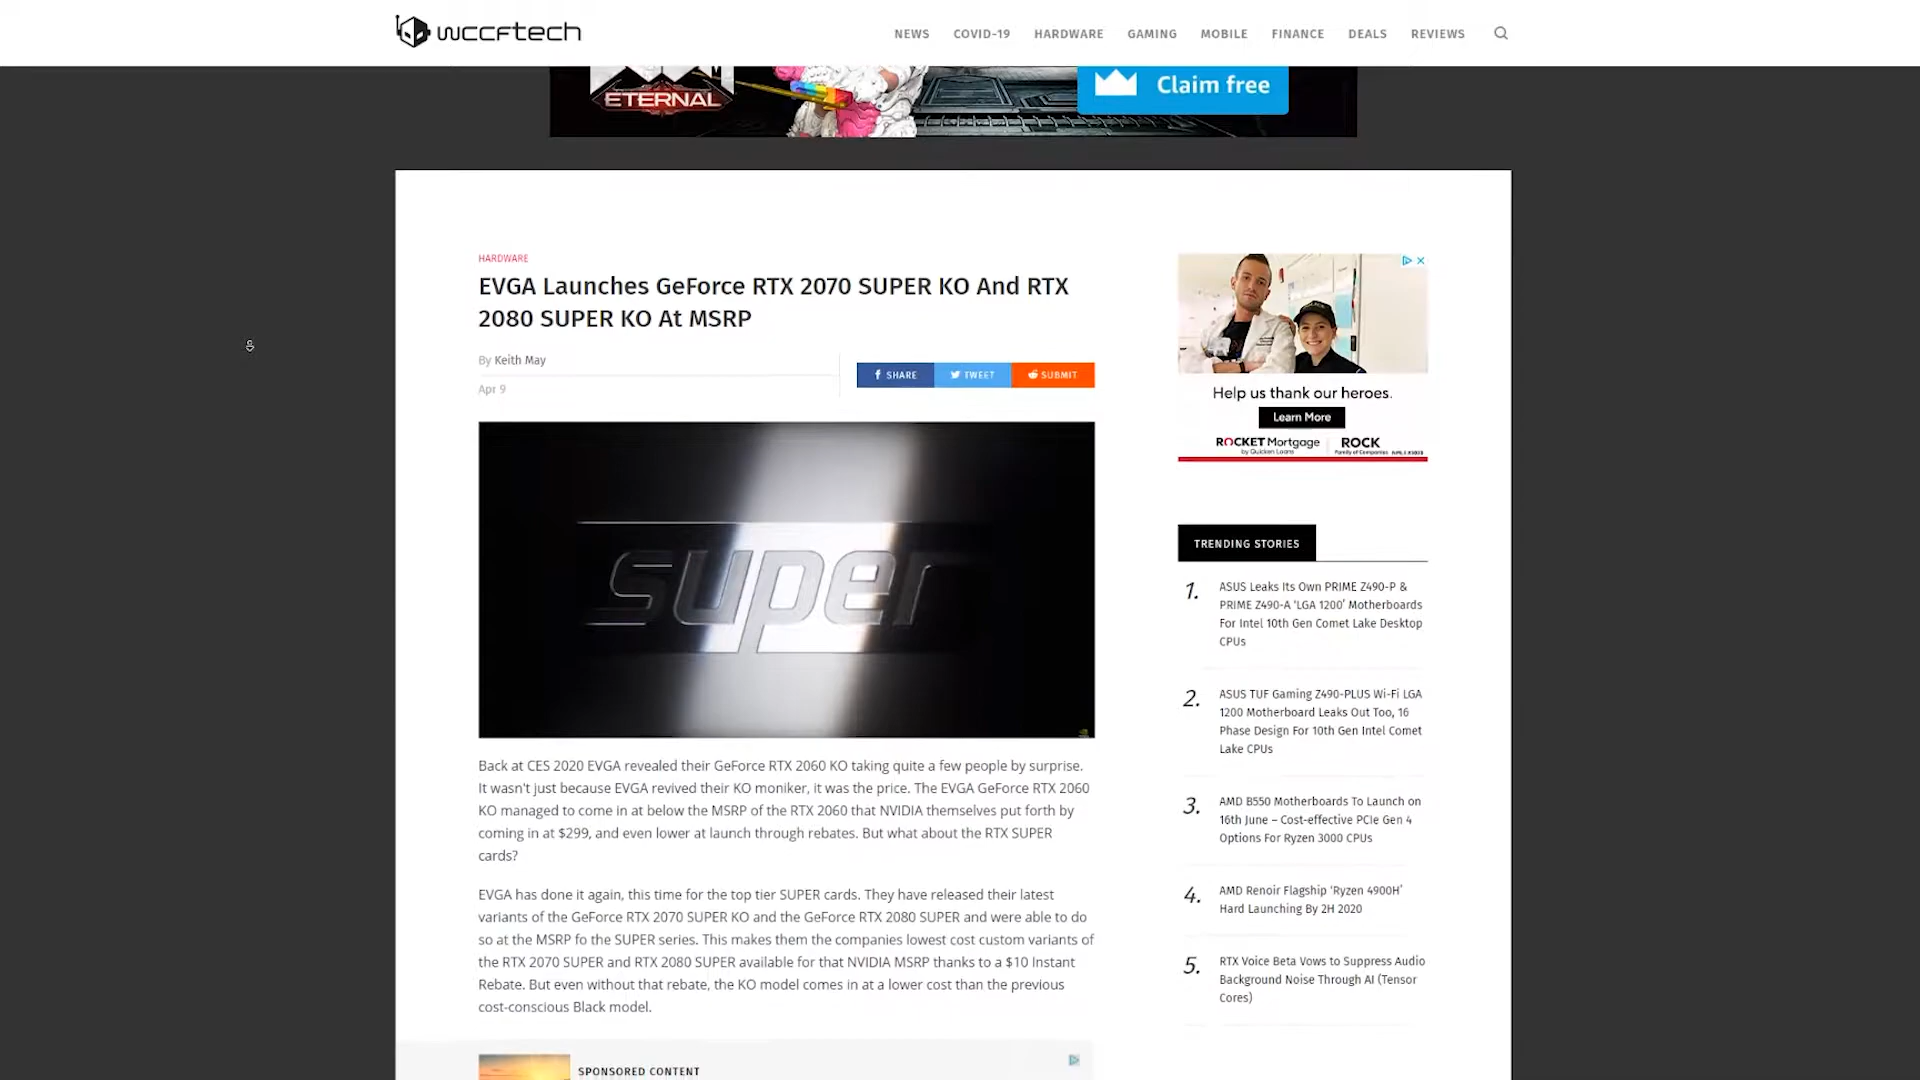 wccftech
NEWS COVID-19 HARDWARE GAMING MOBILE FINANCE DEALS REVIEWS
ETERNAL
Claim free
HARDWARE
EVGA Launches GeForce RTX 2070 SUPER KO And RTX
2080 SUPER KO At MSRP
By Keith May
Apr 9
SHARE TWEET SUBMIT
super
Back at CES 2020 EVGA revealed their GeForce RTX 2060 KO taking quite a few people by surprise.
It wasn't just because EVGA revived their KO moniker, it was the price. The EVGA GeForce RTX 2060
KO managed to come in at below the MSRP of the RTX 2060 that NVIDIA themselves put forth by
coming in at $299, and even lower at launch through rebates. But what about the RTX SUPER
cards?
EVGA has done it again, this time for the top tier SUPER cards. They have released their latest
variants of the GeForce RTX 2070 SUPER KO and the GeForce RTX 2080 SUPER and were able to do
so at the MSRP fo the SUPER series. This makes them the companies lowest cost custom variants of
the RTX 2070 SUPER and RTX 2080 SUPER available for that NVIDIA MSRP thanks to a $10 Instant
Rebate. But even without that rebate, the KO model comes in at a lower cost than the previous
cost-conscious Black model.
SPONSORED CONTENT
Help us thank our heroes.
Learn More
ROCKET Mortgage ROCK
by Quicken Loans Family of Companies
TRENDING STORIES
1. ASUS Leaks Its Own PRIME Z490-P &
PRIME Z490-A 'LGA 1200' Motherboards
For Intel 10th Gen Comet Lake Desktop
CPUs
2. ASUS TUF Gaming Z490-PLUS Wi-Fi LGA
1200 Motherboard Leaks Out Too, 16
Phase Design For 10th Gen Intel Comet
Lake CPUs
3. AMD B550 Motherboards To Launch on
16th June – Cost-effective PCIe Gen 4
Options For Ryzen 3000 CPUs
4. AMD Renoir Flagship 'Ryzen 4900H'
Hard Launching By 2H 2020
5. RTX Voice Beta Vows to Suppress Audio
Background Noise Through AI (Tensor
Cores)